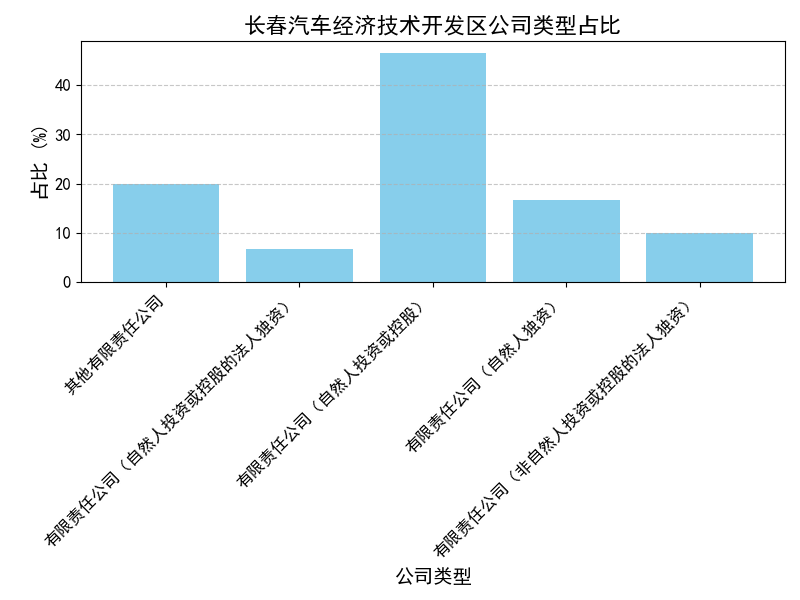 长春汽车经济技术开发区公司类型占比
占比 (%)
40
30
20
10
0
其他有限责任公司
有限责任公司（自然人投资或控股的法人独资）
有限责任公司（自然人投资或控股）
有限责任公司（自然人独资）
有限责任公司（非自然人投资或控股的法人独资）
公司类型